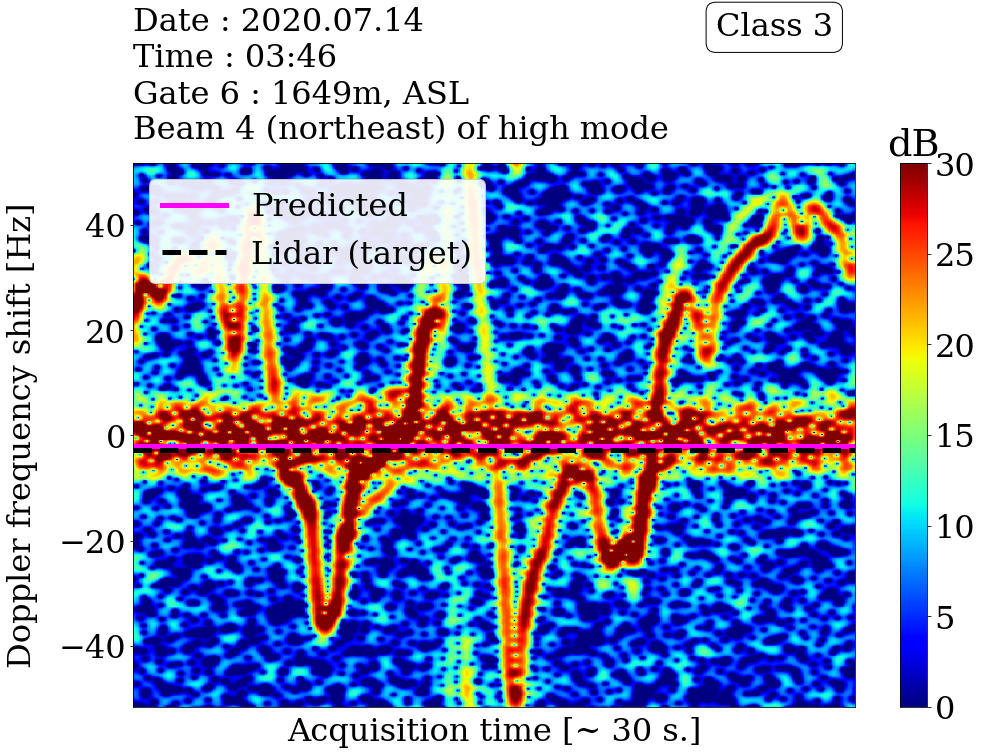 Date : 2020.07.14
Time : 03:46
Gate 6 : 1649m, ASL
Beam 4 (northeast) of high mode
Class 3
dB
Predicted
Lidar (target)
Doppler frequency shift [Hz]
40
20
0
−20
−40
Acquisition time [~ 30 s.]
30
25
20
15
10
5
0